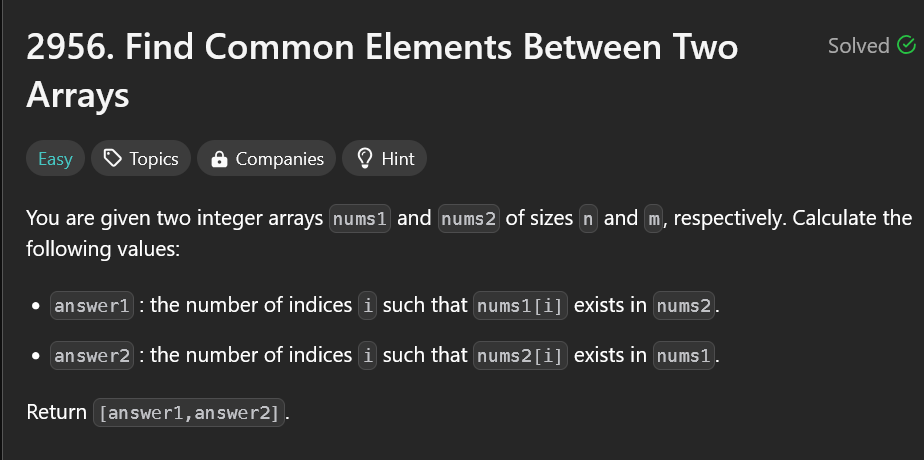 2956. Find Common Elements Between Two
Solved
Arrays
Easy
Topics
Companies
Hint
You are given two integer arrays nums1 and nums2 of sizes n and m, respectively. Calculate the
following values:
• answer1 : the number of indices i such that nums1[i] exists in nums2.
• answer2 : the number of indices i such that nums2[i] exists in nums1.
Return [answer1,answer2].